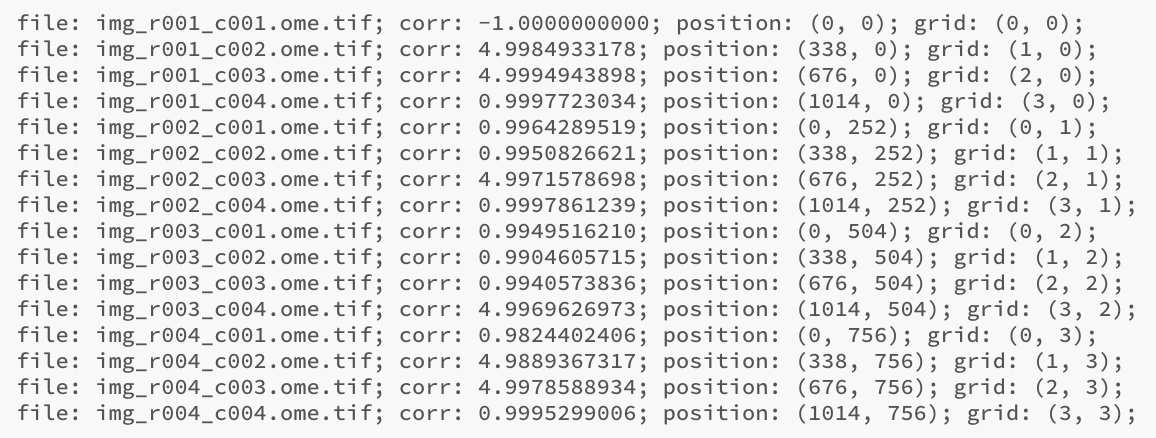 file: img_r001_c001.ome.tif; corr: -1.0000000000; position: (0, 0); grid: (0, 0);
file: img_r001_c002.ome.tif; corr: 4.9984933178; position: (338, 0); grid: (1, 0);
file: img_r001_c003.ome.tif; corr: 4.9994943898; position: (676, 0); grid: (2, 0);
file: img_r001_c004.ome.tif; corr: 0.9997723034; position: (1014, 0); grid: (3, 0);
file: img_r002_c001.ome.tif; corr: 0.9964289519; position: (0, 252); grid: (0, 1);
file: img_r002_c002.ome.tif; corr: 0.9950826621; position: (338, 252); grid: (1, 1);
file: img_r002_c003.ome.tif; corr: 4.9971578698; position: (676, 252); grid: (2, 1);
file: img_r002_c004.ome.tif; corr: 0.9997861239; position: (1014, 252); grid: (3, 1);
file: img_r003_c001.ome.tif; corr: 0.9949516210; position: (0, 504); grid: (0, 2);
file: img_r003_c002.ome.tif; corr: 0.9904605715; position: (338, 504); grid: (1, 2);
file: img_r003_c003.ome.tif; corr: 0.9940573836; position: (676, 504); grid: (2, 2);
file: img_r003_c004.ome.tif; corr: 4.9969626973; position: (1014, 504); grid: (3, 2);
file: img_r004_c001.ome.tif; corr: 0.9824402406; position: (0, 756); grid: (0, 3);
file: img_r004_c002.ome.tif; corr: 4.9889367317; position: (338, 756); grid: (1, 3);
file: img_r004_c003.ome.tif; corr: 4.9978588934; position: (676, 756); grid: (2, 3);
file: img_r004_c004.ome.tif; corr: 0.9995299006; position: (1014, 756); grid: (3, 3);